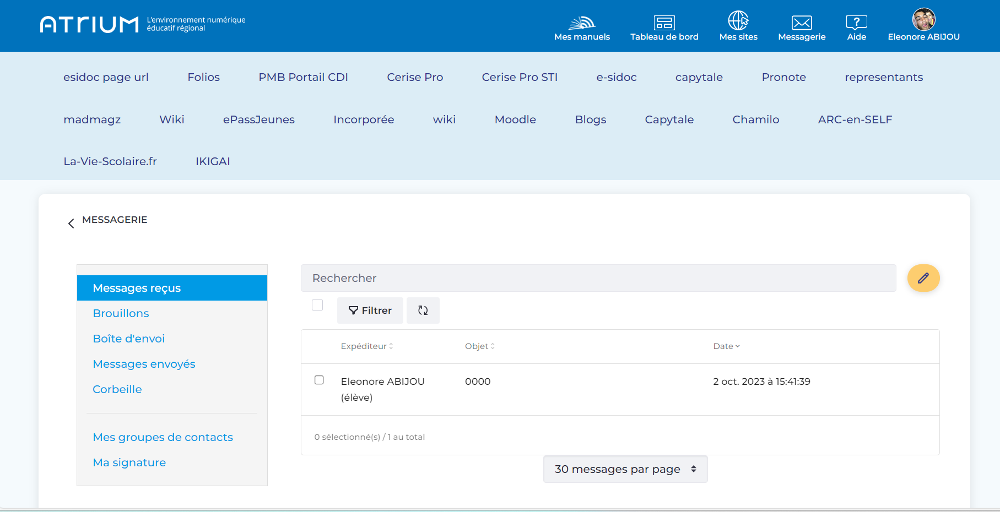 ATRIUM
L'environnement numérique
éducatif régional
Mes manuels
Tableau de bord
Mes sites
Messagerie
Aide
Eleonore ABIJOU
esidoc page url
Folios
PMB Portail CDI
Cerise Pro
Cerise Pro STI
e-sidoc
capytale
Pronote
representants
madmagz
Wiki
ePassJeunes
Incorporée
wiki
Moodle
Blogs
Capytale
Chamilo
ARC-en-SELF
La-Vie-Scolaire.fr
IKIGAI
MESSAGERIE
Messages reçus
Brouillons
Boîte d'envoi
Messages envoyés
Corbeille
Mes groupes de contacts
Ma signature
Rechercher
Filtrer
Expéditeur
Objet
Date
Eleonore ABIJOU
(élève)
0000
2 oct. 2023 à 15:41:39
0 sélectionné(s) / 1 au total
30 messages par page